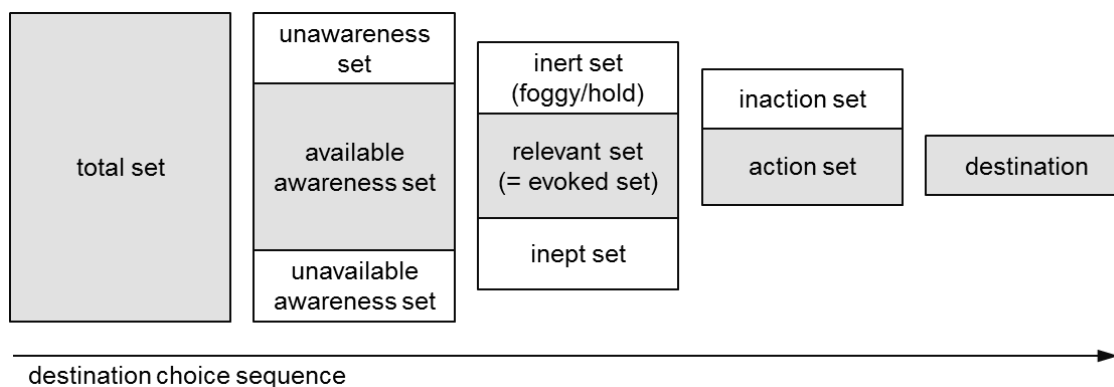 total set
unawareness
set
available
awareness set
unavailable
awareness set
inert set
(foggy/hold)
relevant set
(= evoked set)
inept set
inaction set
action set
destination
destination choice sequence